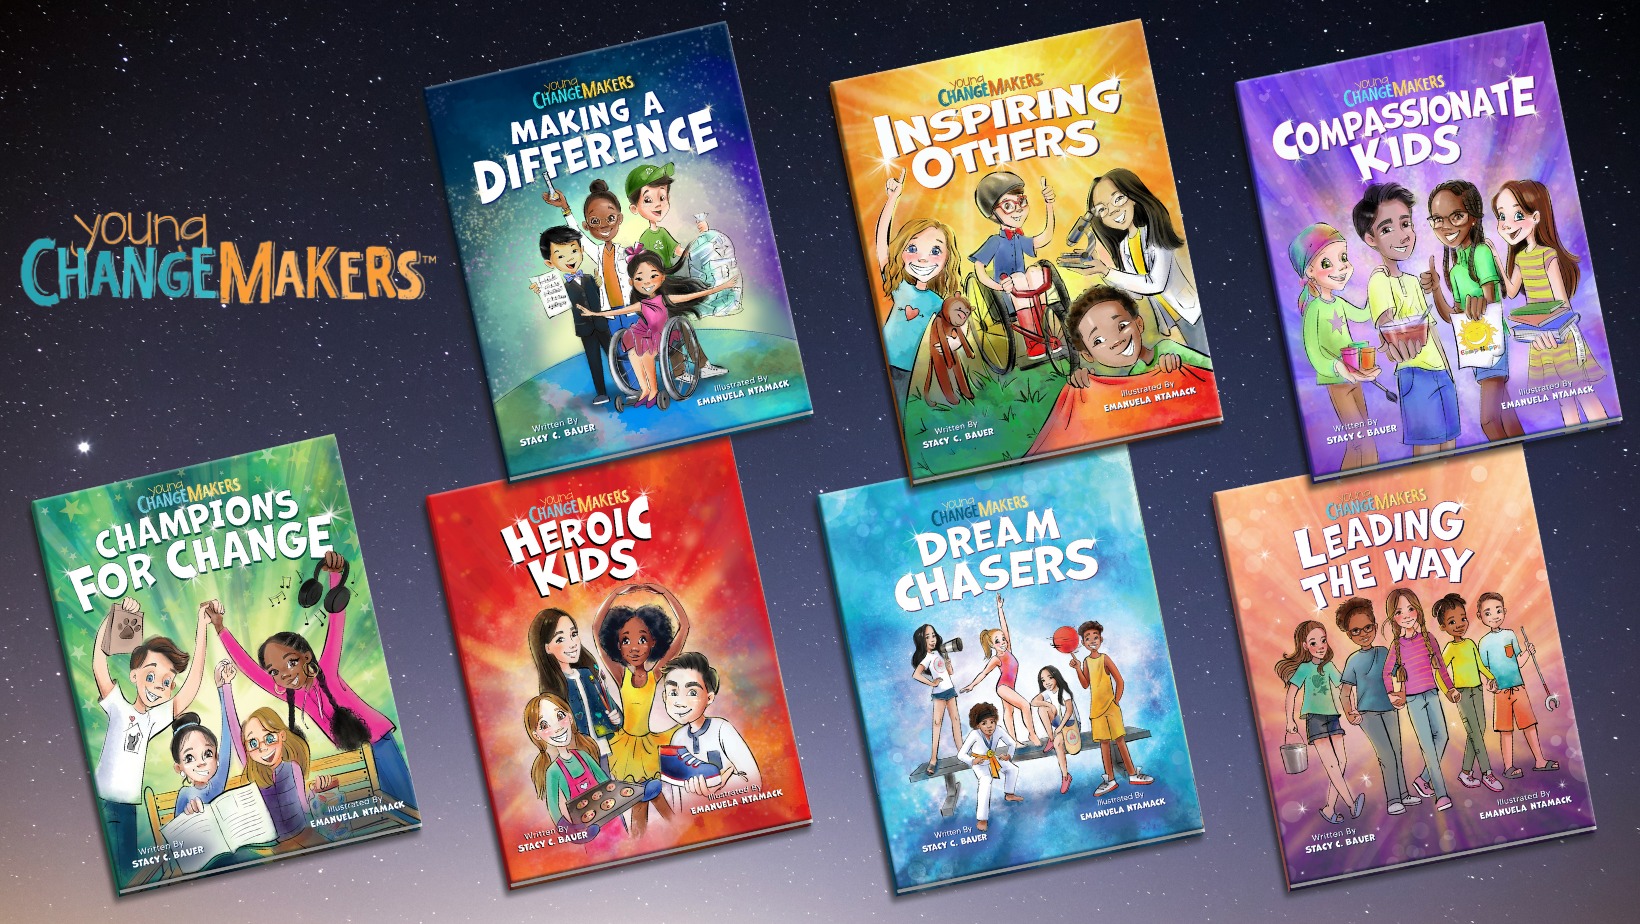 young
CHANGEMAKERS™
young
CHANGEMAKERS
MAKING A
DIFFERENCE
Written By
STACY C. BAUER
Illustrated By
EMANUELA NTAMACK
young
CHANGEMAKERS™
INSPIRING
OTHERS
Written By
STACY C. BAUER
Illustrated By
EMANUELA NTAMACK
young
CHANGEMAKERS
COMPASSIONATE
KIDS
Written By
STACY C. BAUER
Illustrated By
EMANUELA NTAMACK
young
CHANGEMAKERS
CHAMPIONS
FOR CHANGE
Written By
STACY C. BAUER
Illustrated By
EMANUELA NTAMACK
young
CHANGEMAKERS
HEROIC
KIDS
Written By
STACY C. BAUER
Illustrated By
EMANUELA NTAMACK
young
CHANGEMAKERS
DREAM
CHASERS
Written By
STACY C. BAUER
Illustrated By
EMANUELA NTAMACK
young
CHANGEMAKERS
LEADING
THE WAY
Written By
STACY C. BAUER
Illustrated By
EMANUELA NTAMACK